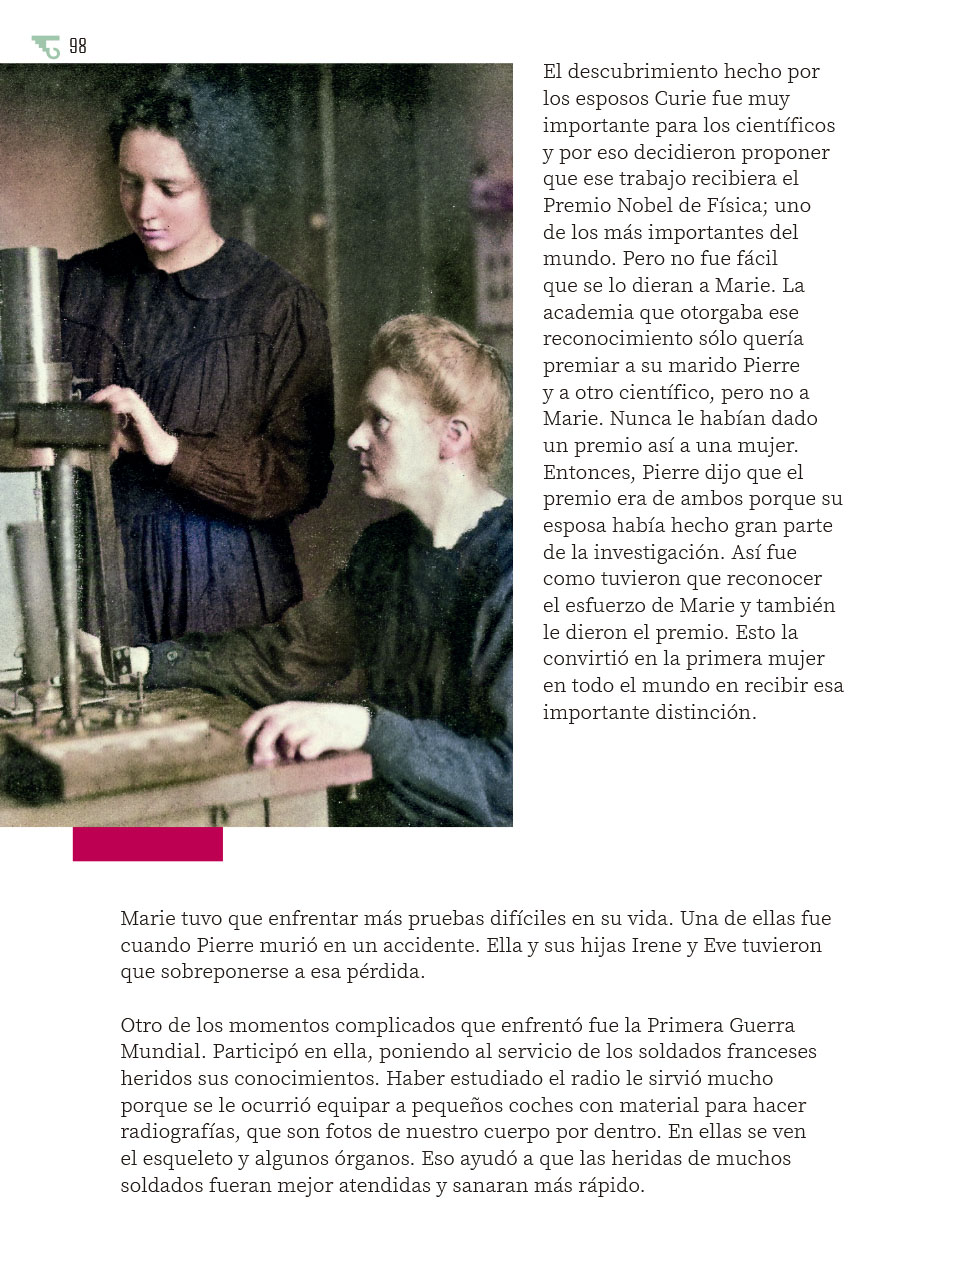 98
El descubrimiento hecho por
los esposos Curie fue muy
importante para los científicos
y por eso decidieron proponer
que ese trabajo recibiera el
Premio Nobel de Física; uno
de los más importantes del
mundo. Pero no fue fácil
que se lo dieran a Marie. La
academia que otorgaba ese
reconocimiento sólo quería
premiar a su marido Pierre
y a otro científico, pero no a
Marie. Nunca le habían dado
un premio así a una mujer.
Entonces, Pierre dijo que el
premio era de ambos porque su
esposa había hecho gran parte
de la investigación. Así fue
como tuvieron que reconocer
el esfuerzo de Marie y también
le dieron el premio. Esto la
convirtió en la primera mujer
en todo el mundo en recibir esa
importante distinción.
Marie tuvo que enfrentar más pruebas difíciles en su vida. Una de ellas fue
cuando Pierre murió en un accidente. Ella y sus hijas Irene y Eve tuvieron
que sobreponerse a esa pérdida.
Otro de los momentos complicados que enfrentó fue la Primera Guerra
Mundial. Participó en ella, poniendo al servicio de los soldados franceses
heridos sus conocimientos. Haber estudiado el radio le sirvió mucho
porque se le ocurrió equipar a pequeños coches con material para hacer
radiografías, que son fotos de nuestro cuerpo por dentro. En ellas se ven
el esqueleto y algunos órganos. Eso ayudó a que las heridas de muchos
soldados fueran mejor atendidas y sanaran más rápido.